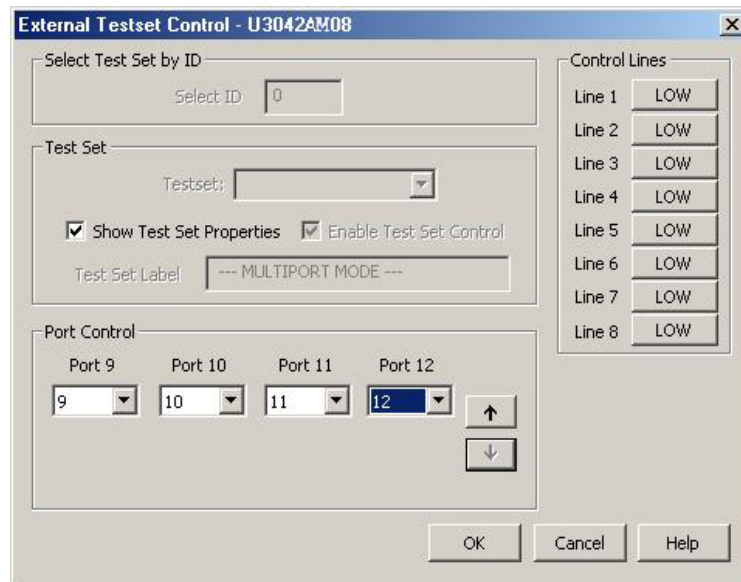 External Testset Control - U3042AM08
Select Test Set by ID
Select ID 0
Test Set
Testset:
Show Test Set Properties Enable Test Set Control
Test Set Label --- MULTIPORT MODE ---
Port Control
Port 9 Port 10 Port 11 Port 12
9 10 11 12
Control Lines
Line 1 LOW
Line 2 LOW
Line 3 LOW
Line 4 LOW
Line 5 LOW
Line 6 LOW
Line 7 LOW
Line 8 LOW
OK Cancel Help